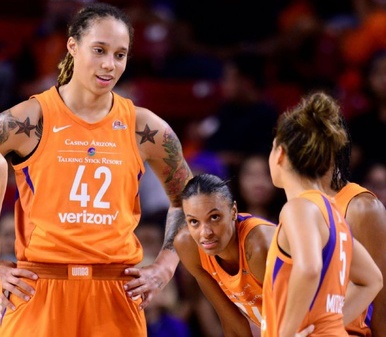 CASINO ARIZONA
TALKING STICK
RESORT
42
verizon✓
5